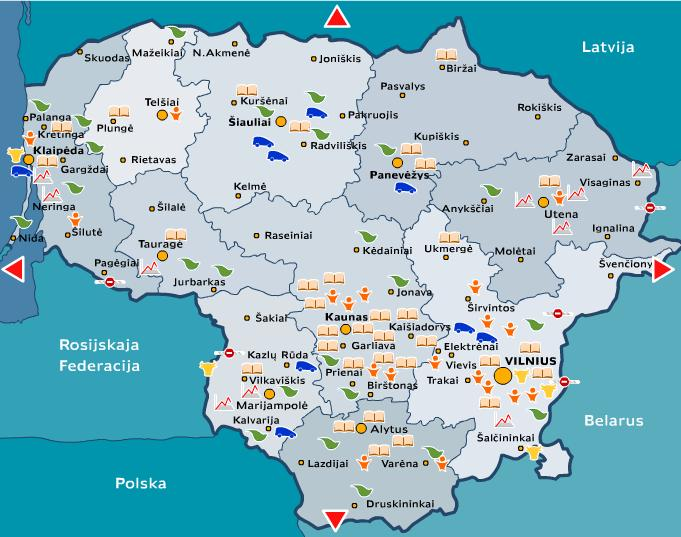 Mažeikiai
N.Akmenė
Skuodas
Joniškis
Latvija
Biržai
Pasvalys
Telšiai
Kuršėnai
Rokiškis
Palanga
Plungė
Šiauliai
Pakruojis
Kretinga
Kupiškis
Radviliškis
Klaipėda
Rietavas
Zarasai
Gargždai
Panevėžys
Visaginas
Kelmė
Neringa
Šilalė
Anykščiai
Utena
Nida
Šilutė
Raseiniai
Ignalina
Tauragė
Ukmergė
Kėdainiai
Molėtai
Pagėgiai
Švenčiony
Jurbarkas
Jonava
Širvintos
Šakiai
Kaunas
Kaišiadorys
Rosijskaja
Federacija
Garliava
Elektrėnai
Kazlų Rūda
VILNIUS
Vievis
Prienai
Vilkaviškis
Trakai
Birštonas
Marijampolė
Kalvarija
Alytus
Belarus
Šalčininkai
Lazdijai
Varėna
Polska
Druskininkai